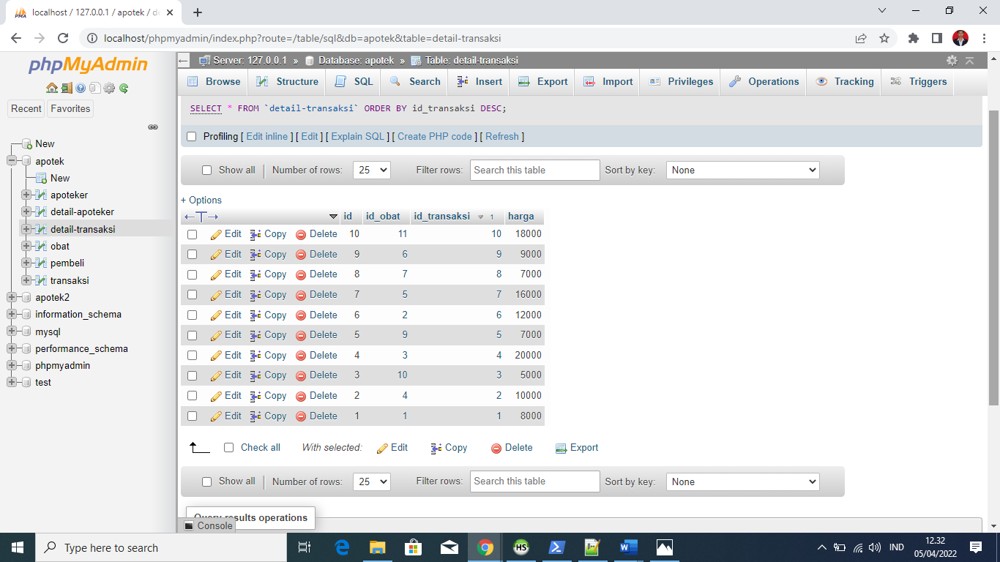 localhost / 127.0.0.1 / apotek / de
localhost/phpmyadmin/index.php?route=/table/sql&db=apotek&table=detail-transaksi
phpMyAdmin
Recent Favorites
New
apotek
New
apoteker
detail-apoteker
detail-transaksi
obat
pembeli
transaksi
apotek2
information_schema
mysql
performance_schema
phpmyadmin
test
Server: 127.0.0.1 » Database: apotek » Table: detail-transaksi
Browse Structure SQL Search Insert Export Import Privileges Operations Tracking Triggers
SELECT * FROM `detail-transaksi` ORDER BY id_transaksi DESC;
Profiling [ Edit inline ] [ Edit ] [ Explain SQL ] [ Create PHP code ] [ Refresh ]
Show all Number of rows: 25 Filter rows: Search this table Sort by key: None
+ Options
id id_obat id_transaksi 1 harga
Edit Copy Delete 10 11 10 18000
Edit Copy Delete 9 6 9 9000
Edit Copy Delete 8 7 8 7000
Edit Copy Delete 7 5 7 16000
Edit Copy Delete 6 2 6 12000
Edit Copy Delete 5 9 5 7000
Edit Copy Delete 4 3 4 20000
Edit Copy Delete 3 10 3 5000
Edit Copy Delete 2 4 2 10000
Edit Copy Delete 1 1 1 8000
Check all With selected: Edit Copy Delete Export
Show all Number of rows: 25 Filter rows: Search this table Sort by key: None
Query results operations
Console
Type here to search
HS
IND
12.32
05/04/2022